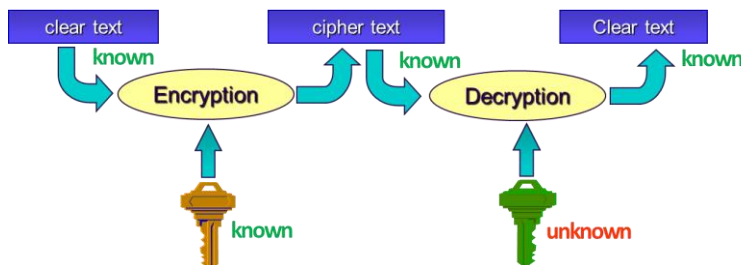 clear text
cipher text
Clear text
known
known
known
Encryption
Decryption
known
unknown